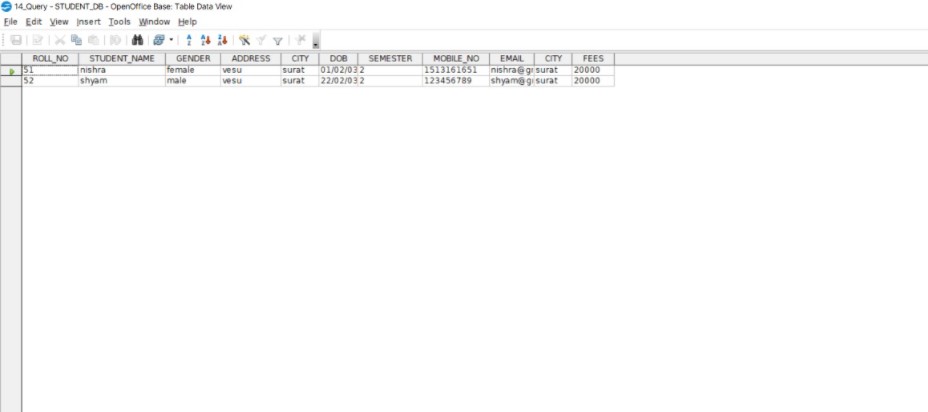 14_Query - STUDENT_DB - OpenOffice Base: Table Data View
File Edit View Insert Tools Window Help
ROLL_NO STUDENT_NAME GENDER ADDRESS CITY DOB SEMESTER MOBILE_NO EMAIL CITY FEES
51 nishra female vesu surat 01/02/03 2 1513161651 nishra@g surat 20000
52 shyam male vesu surat 22/02/03 2 123456789 shyam@g surat 20000